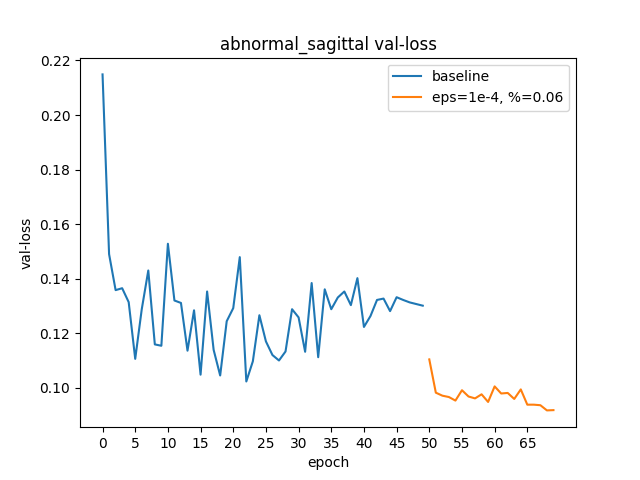 abnormal_sagittal val-loss
baseline
eps=1e-4, %=0.06
val-loss
0.22
0.20
0.18
0.16
0.14
0.12
0.10
0 5 10 15 20 25 30 35 40 45 50 55 60 65
epoch